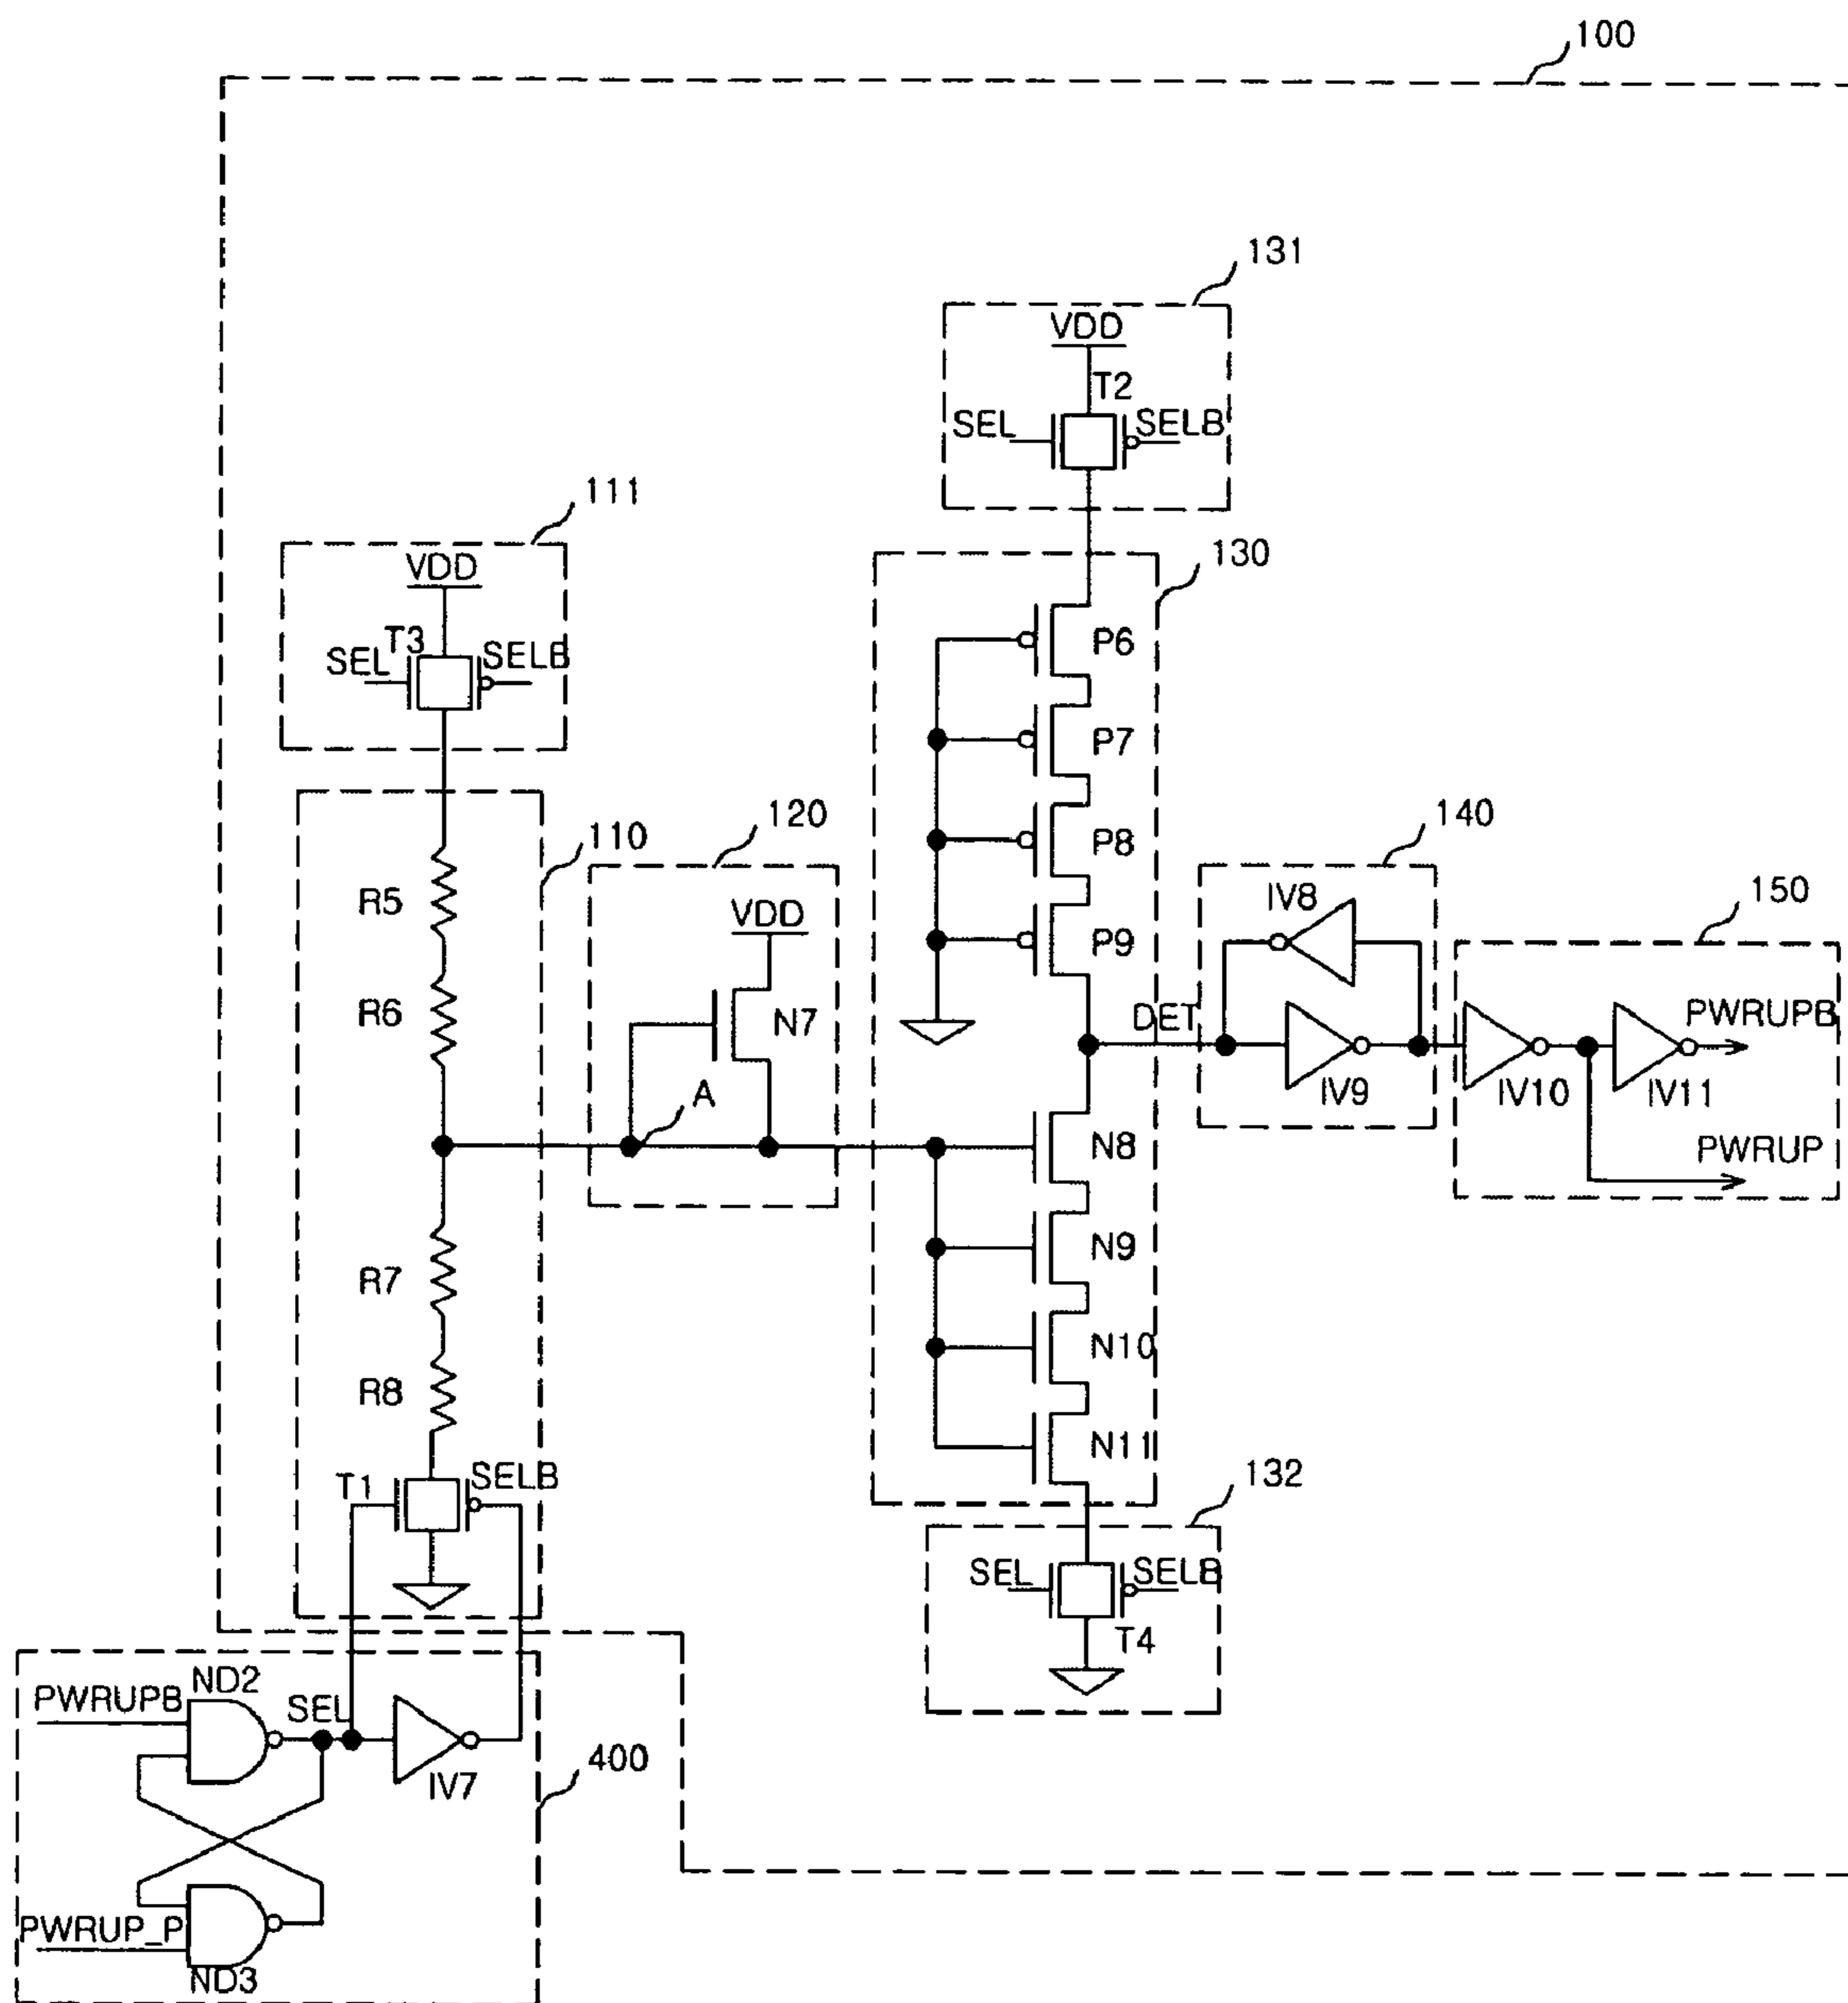 100
131
VDD
T2
SEL
SELB
111
VDD
T3
SEL
SELB
130
P6
P7
P8
P9
110
120
R5
R6
VDD
N7
A
140
IV8
150
DET
PWRUPB
IV9
IV10
IV11
PWRUP
N8
N9
N10
N11
R7
R8
T1
SELB
132
SEL
SELB
T4
ND2
PWRUPB
SEL
IV7
400
PWRUP_P
ND3